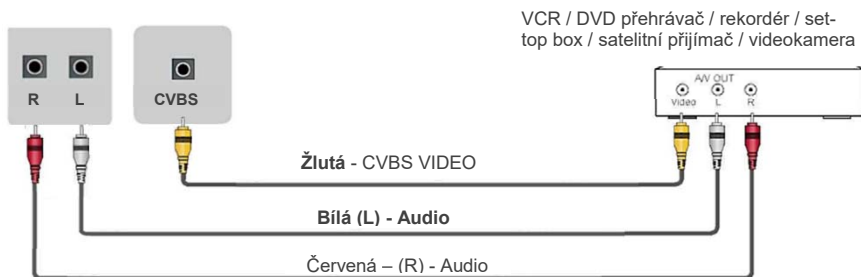 VCR / DVD přehrávač / rekordér / set-
top box / satelitní přijímač / videokamera
R L
CVBS
A/V OUT
Video L R
Žlutá - CVBS VIDEO
Bílá (L) - Audio
Červená – (R) - Audio